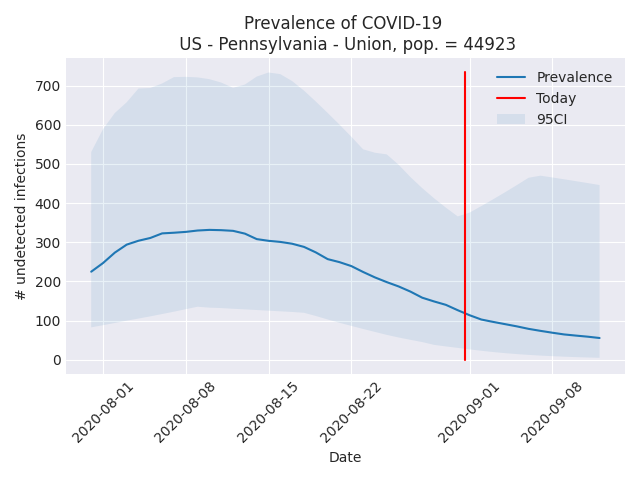 Prevalence of COVID-19
US - Pennsylvania - Union, pop. = 44923
# undetected infections
700
600
500
400
300
200
100
0
Prevalence
Today
95CI
2020-08-01
2020-08-08
2020-08-15
2020-08-22
2020-09-01
2020-09-08
Date